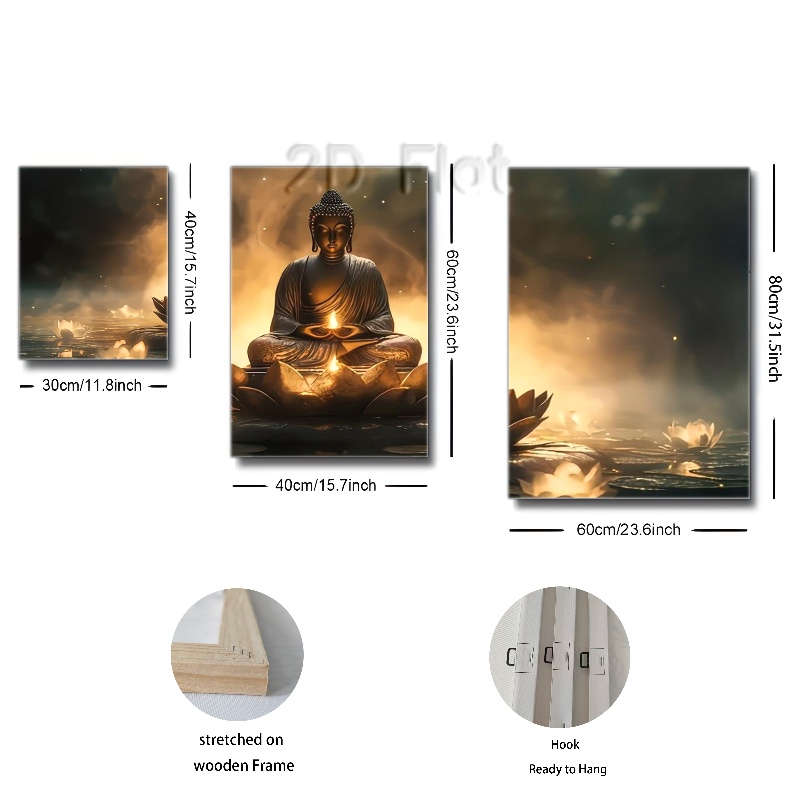 2D Flat
40cm/15.7inch
30cm/11.8inch
60cm/23.6inch
40cm/15.7inch
80cm/31.5inch
60cm/23.6inch
stretched on
wooden Frame
Hook
Ready to Hang